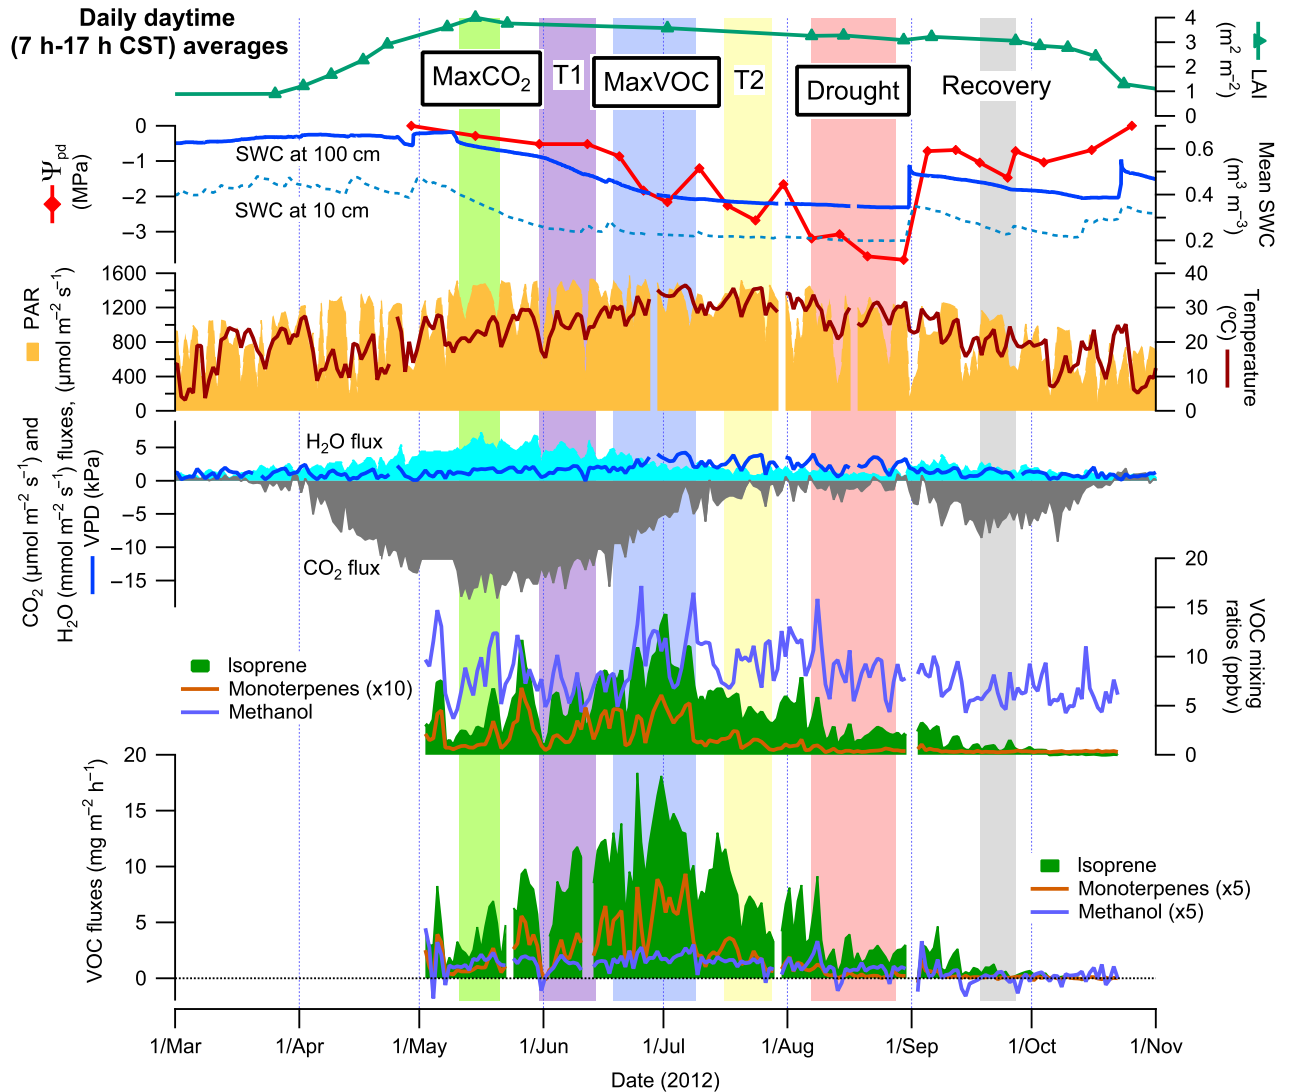 Daily daytime
(7 h-17 h CST) averages
MaxCO₂
T1
MaxVOC
T2
Drought
Recovery
4
3
2
1
0
LAI
(m² m⁻²)
0
−1
−2
−3
Ψpd
(MPa)
SWC at 100 cm
SWC at 10 cm
0.6
0.4
0.2
Mean SWC
(m³ m⁻³)
1600
1200
800
400
0
PAR
(μmol m⁻² s⁻¹)
40
30
20
10
0
Temperature
(ºC)
5
0
−5
−10
−15
CO₂ (μmol m⁻² s⁻¹) and
H₂O (mmol m⁻² s⁻¹) fluxes,
VPD (kPa)
H₂O flux
CO₂ flux
20
15
10
5
0
VOC mixing
ratios (ppbv)
Isoprene
Monoterpenes (x10)
Methanol
20
15
10
5
0
VOC fluxes (mg m⁻² h⁻¹)
Isoprene
Monoterpenes (x5)
Methanol (x5)
1/Mar
1/Apr
1/May
1/Jun
1/Jul
1/Aug
1/Sep
1/Oct
1/Nov
Date (2012)